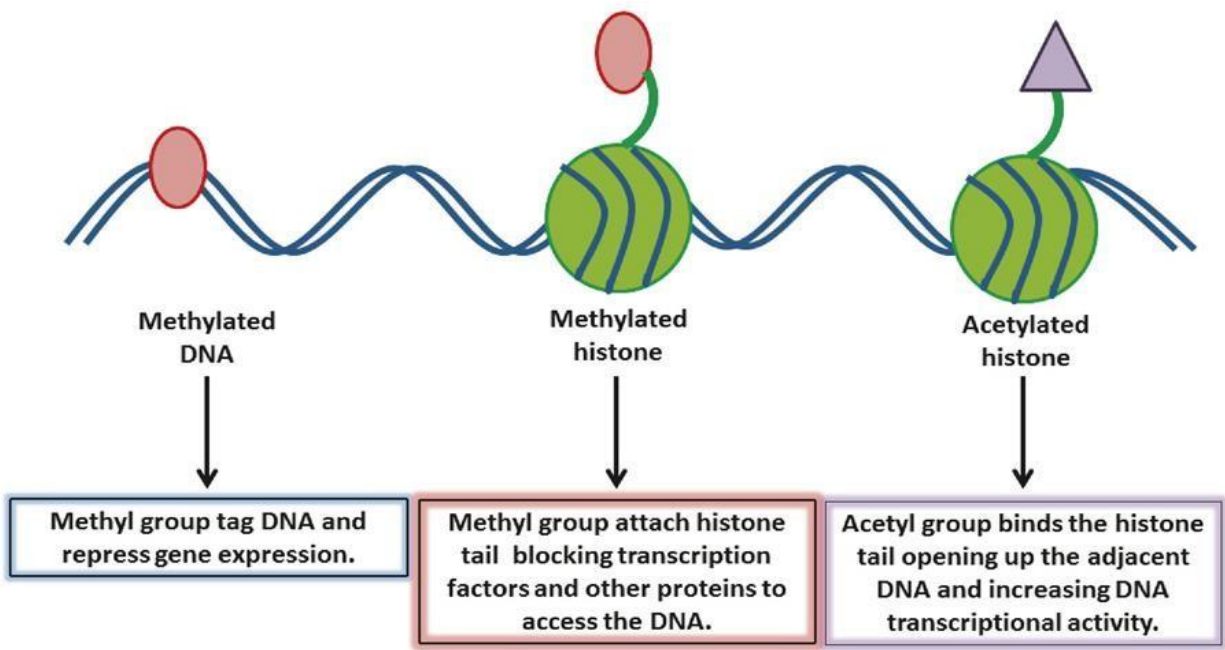 Methylated
DNA
Methylated
histone
Acetylated
histone
Methyl group tag DNA and
repress gene expression.
Methyl group attach histone
tail blocking transcription
factors and other proteins to
access the DNA.
Acetyl group binds the histone
tail opening up the adjacent
DNA and increasing DNA
transcriptional activity.